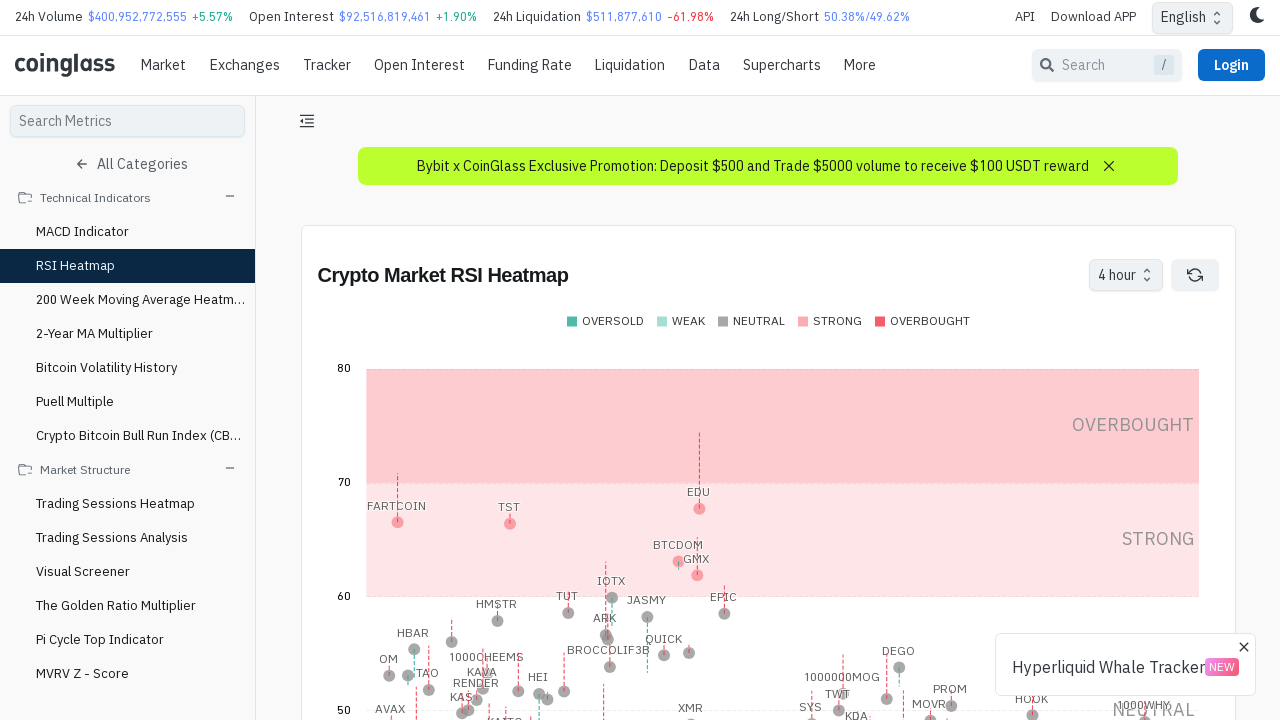 24h Volume $400,952,772,555 +5.57% Open Interest $92,516,819,461 +1.90% 24h Liquidation $511,877,610 -61.98% 24h Long/Short 50.38%/49.62% API Download APP English
coinglass Market Exchanges Tracker Open Interest Funding Rate Liquidation Data Supercharts More Search / Login
Search Metrics
All Categories
Technical Indicators
MACD Indicator
RSI Heatmap
200 Week Moving Average Heatm...
2-Year MA Multiplier
Bitcoin Volatility History
Puell Multiple
Crypto Bitcoin Bull Run Index (CB...
Market Structure
Trading Sessions Heatmap
Trading Sessions Analysis
Visual Screener
The Golden Ratio Multiplier
Pi Cycle Top Indicator
MVRV Z - Score
Bybit x CoinGlass Exclusive Promotion: Deposit $500 and Trade $5000 volume to receive $100 USDT reward
Crypto Market RSI Heatmap 4 hour
OVERSOLD WEAK NEUTRAL STRONG OVERBOUGHT
80
OVERBOUGHT
70
EDU
FARTCOIN TST
STRONG
BTCDOM
GMX
IOTX
60
TUT EPIC
HMSTR JASMY
ARK
HBAR QUICK
1000CHEEMS BROCCOLIF3B DEGO
OM
TAO KAVA HEI 1000000MOG
RENDER PROM
KAS TWT HOOK
AVAX XMR SYS MOVR 1000WHY
50 NEUTRAL
KDA
KAITO
Hyperliquid Whale Tracker NEW